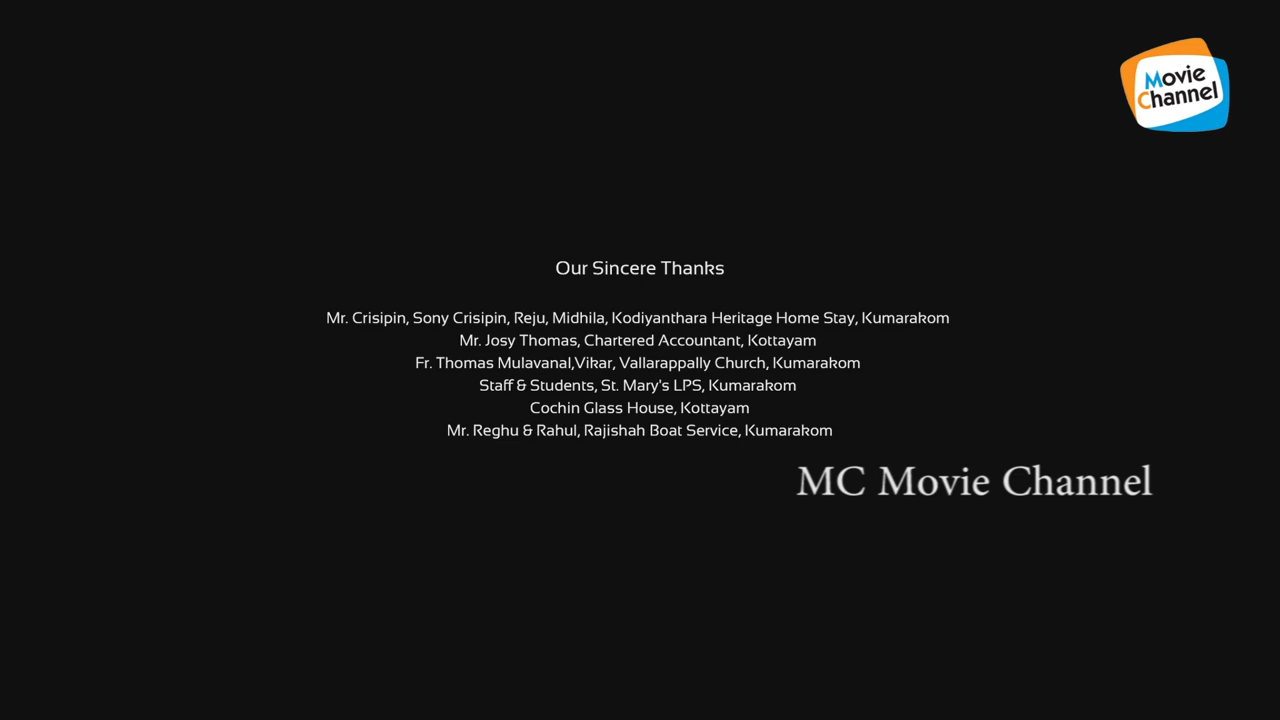 Movie
Channel
Our Sincere Thanks
Mr. Crisipin, Sony Crisipin, Reju, Midhila, Kodiyanthara Heritage Home Stay, Kumarakom
Mr. Josy Thomas, Chartered Accountant, Kottayam
Fr. Thomas Mulavanal,Vikar, Vallarappally Church, Kumarakom
Staff & Students, St. Mary's LPS, Kumarakom
Cochin Glass House, Kottayam
Mr. Reghu & Rahul, Rajishah Boat Service, Kumarakom
MC Movie Channel